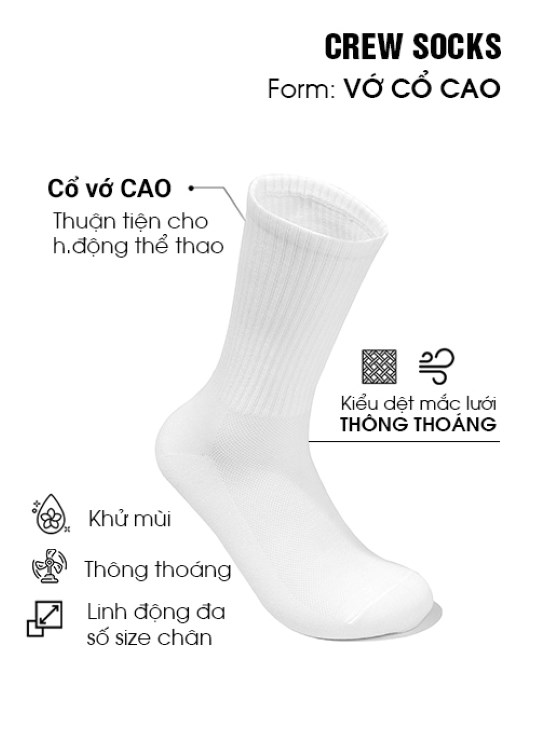 CREW SOCKS
Form: VỚ CỔ CAO
Cổ vớ CAO
Thuận tiện cho
h.động thể thao
Kiểu dệt mắc lưới
THÔNG THOÁNG
Khử mùi
Thông thoáng
Linh động đa
số size chân